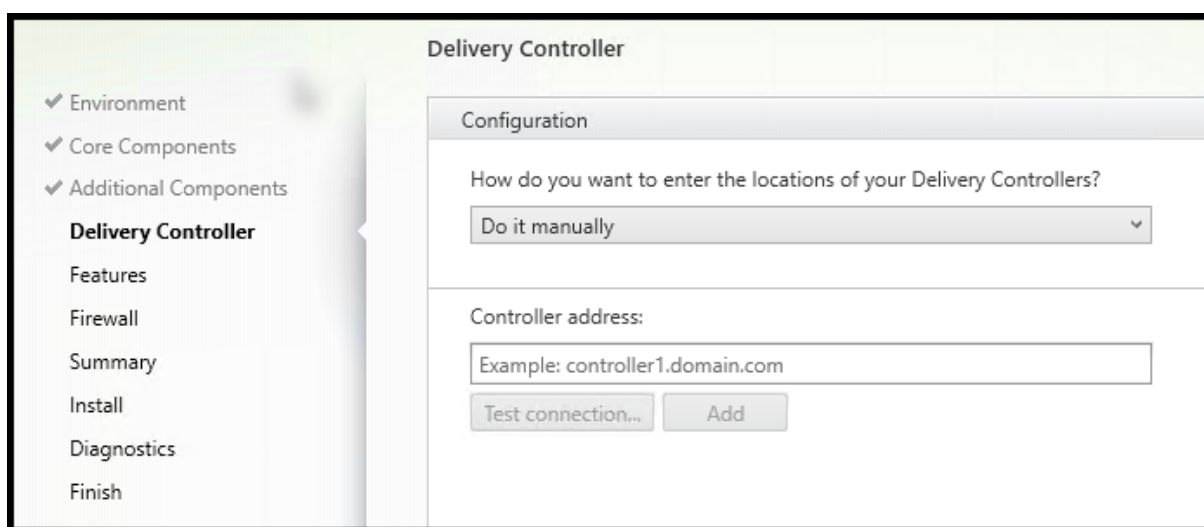 Delivery Controller
Environment
Core Components
Additional Components
Delivery Controller
Features
Firewall
Summary
Install
Diagnostics
Finish
Configuration
How do you want to enter the locations of your Delivery Controllers?
Do it manually
Controller address:
Example: controller1.domain.com
Test connection... Add